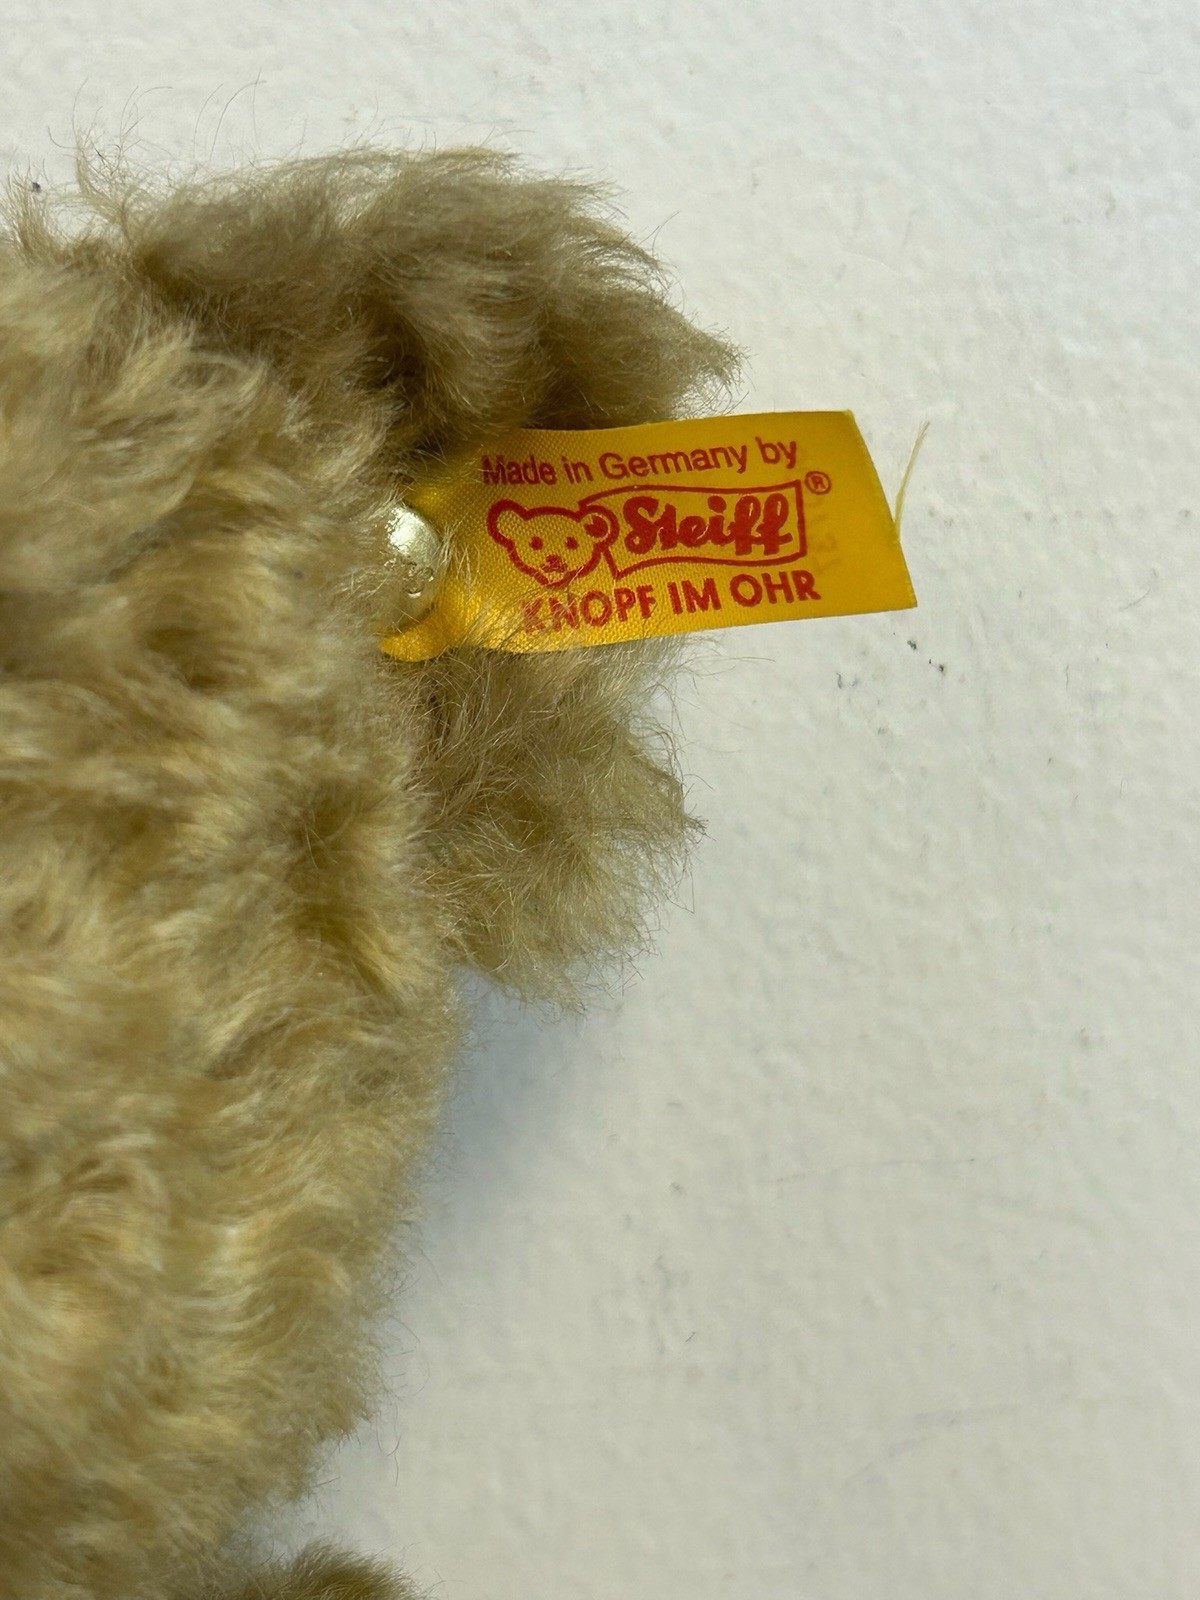 Made in Germany by
Steiff®
KNOPF IM OHR